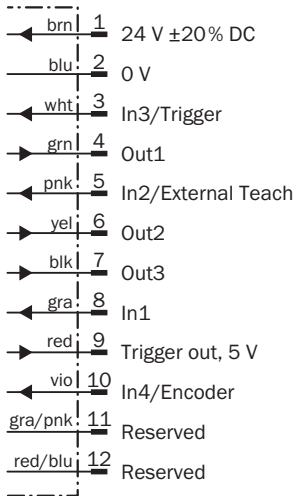 brn 1 24 V ±20% DC
blu 2 0 V
wht 3 In3/Trigger
grn 4 Out1
pnk 5 In2/External Teach
yel 6 Out2
blk 7 Out3
gra 8 In1
red 9 Trigger out, 5 V
vio 10 In4/Encoder
gra/pnk 11 Reserved
red/blu 12 Reserved